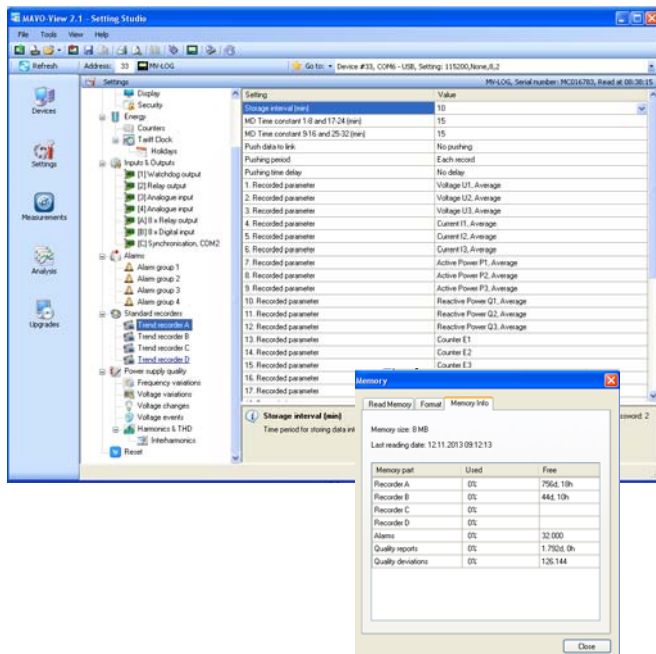 MAVO-View 2.1 - Setting Studio
File Tools View Help
Refresh Address: 33 MV-LOG Go to: Device #33, COM6 - USB, Setting: 115200,None,8,2
Settings MV-LOG, Serial number: MC016783, Read at 08:38:15
Devices
Settings
Measurements
Analysis
Upgrades
Display
Security
Energy
Counters
Tariff Clock
Holidays
Inputs & Outputs
[1] Watchdog output
[2] Relay output
[3] Analogue input
[4] Analogue input
[A] 8 x Relay output
[B] 8 x Digital input
[C] Synchronisation, COM2
Alarms
Alarm group 1
Alarm group 2
Alarm group 3
Alarm group 4
Standard recorders
Trend recorder A
Trend recorder B
Trend recorder C
Trend recorder D
Power supply quality
Frequency variations
Voltage variations
Voltage changes
Voltage events
Harmonics & THD
Interharmonics
Reset
Setting Value
Storage interval (min) 10
MD Time constant 1-8 and 17-24 (min) 15
MD Time constant 9-16 and 25-32 (min) 15
Push data to link No pushing
Pushing period Each record
Pushing time delay No delay
1. Recorded parameter Voltage U1, Average
2. Recorded parameter Voltage U2, Average
3. Recorded parameter Voltage U3, Average
4. Recorded parameter Current I1, Average
5. Recorded parameter Current I2, Average
6. Recorded parameter Current I3, Average
7. Recorded parameter Active Power P1, Average
8. Recorded parameter Active Power P2, Average
9. Recorded parameter Active Power P3, Average
10. Recorded parameter Reactive Power Q1, Average
11. Recorded parameter Reactive Power Q2, Average
12. Recorded parameter Reactive Power Q3, Average
13. Recorded parameter Counter E1
14. Recorded parameter Counter E2
15. Recorded parameter Counter E3
16. Recorded parameter
17. Recorded parameter
Storage interval (min)
Time period for storing data
Memory
Read Memory Format Memory Info
Memory size: 8 MB
Last reading date: 12.11.2013 09:12:13
Memory part Used Free
Recorder A 0% 756d, 18h
Recorder B 0% 44d, 10h
Recorder C 0%
Recorder D 0%
Alarms 0% 32.000
Quality reports 0% 1.792d, 0h
Quality deviations 0% 126.144
Close